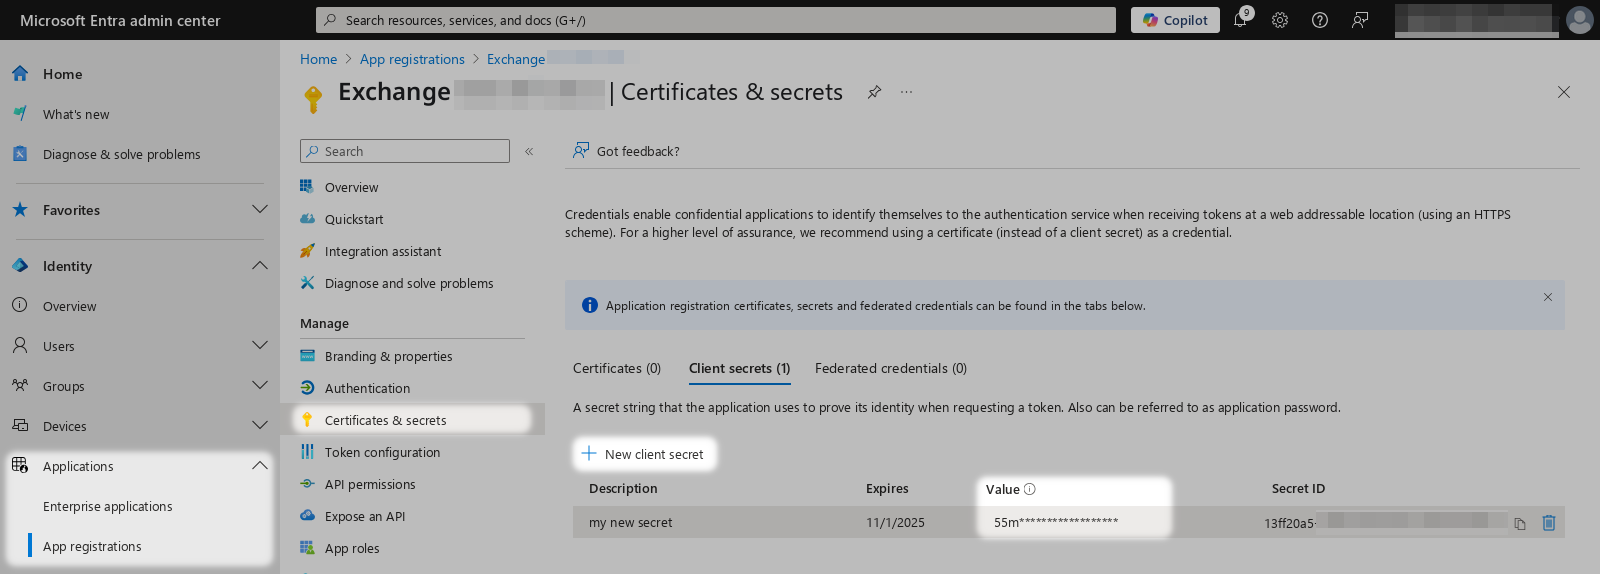 Microsoft Entra admin center
Search resources, services, and docs (G+/)
Copilot
9
Home
What's new
Diagnose & solve problems
Favorites
Identity
Overview
Users
Groups
Devices
Applications
Enterprise applications
App registrations
Home > App registrations > Exchange
Exchange | Certificates & secrets
Search
Overview
Quickstart
Integration assistant
Diagnose and solve problems
Manage
Branding & properties
Authentication
Certificates & secrets
Token configuration
API permissions
Expose an API
App roles
Got feedback?
Credentials enable confidential applications to identify themselves to the authentication service when receiving tokens at a web addressable location (using an HTTPS
scheme). For a higher level of assurance, we recommend using a certificate (instead of a client secret) as a credential.
Application registration certificates, secrets and federated credentials can be found in the tabs below.
Certificates (0) Client secrets (1) Federated credentials (0)
A secret string that the application uses to prove its identity when requesting a token. Also can be referred to as application password.
New client secret
Description Expires Value Secret ID
my new secret 11/1/2025 55m****************** 13ff20a5-